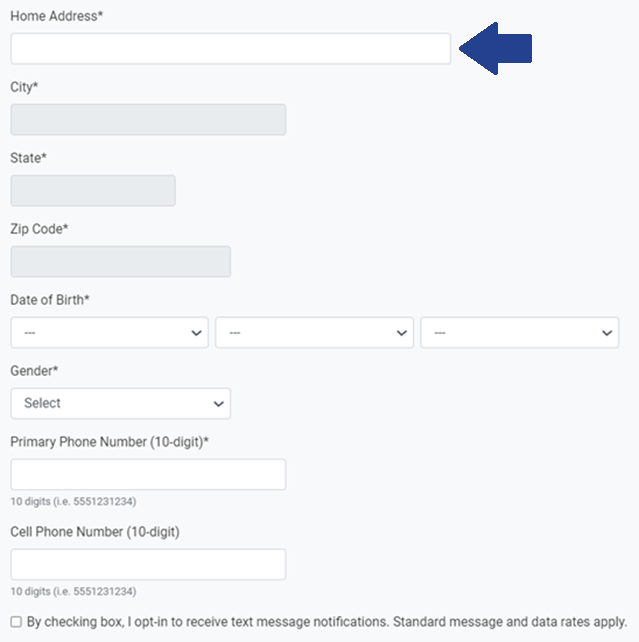 Home Address*
City*
State*
Zip Code*
Date of Birth*
--- --- ---
Gender*
Select
Primary Phone Number (10-digit)*
10 digits (i.e. 5551231234)
Cell Phone Number (10-digit)
10 digits (i.e. 5551231234)
By checking box, I opt-in to receive text message notifications. Standard message and data rates apply.